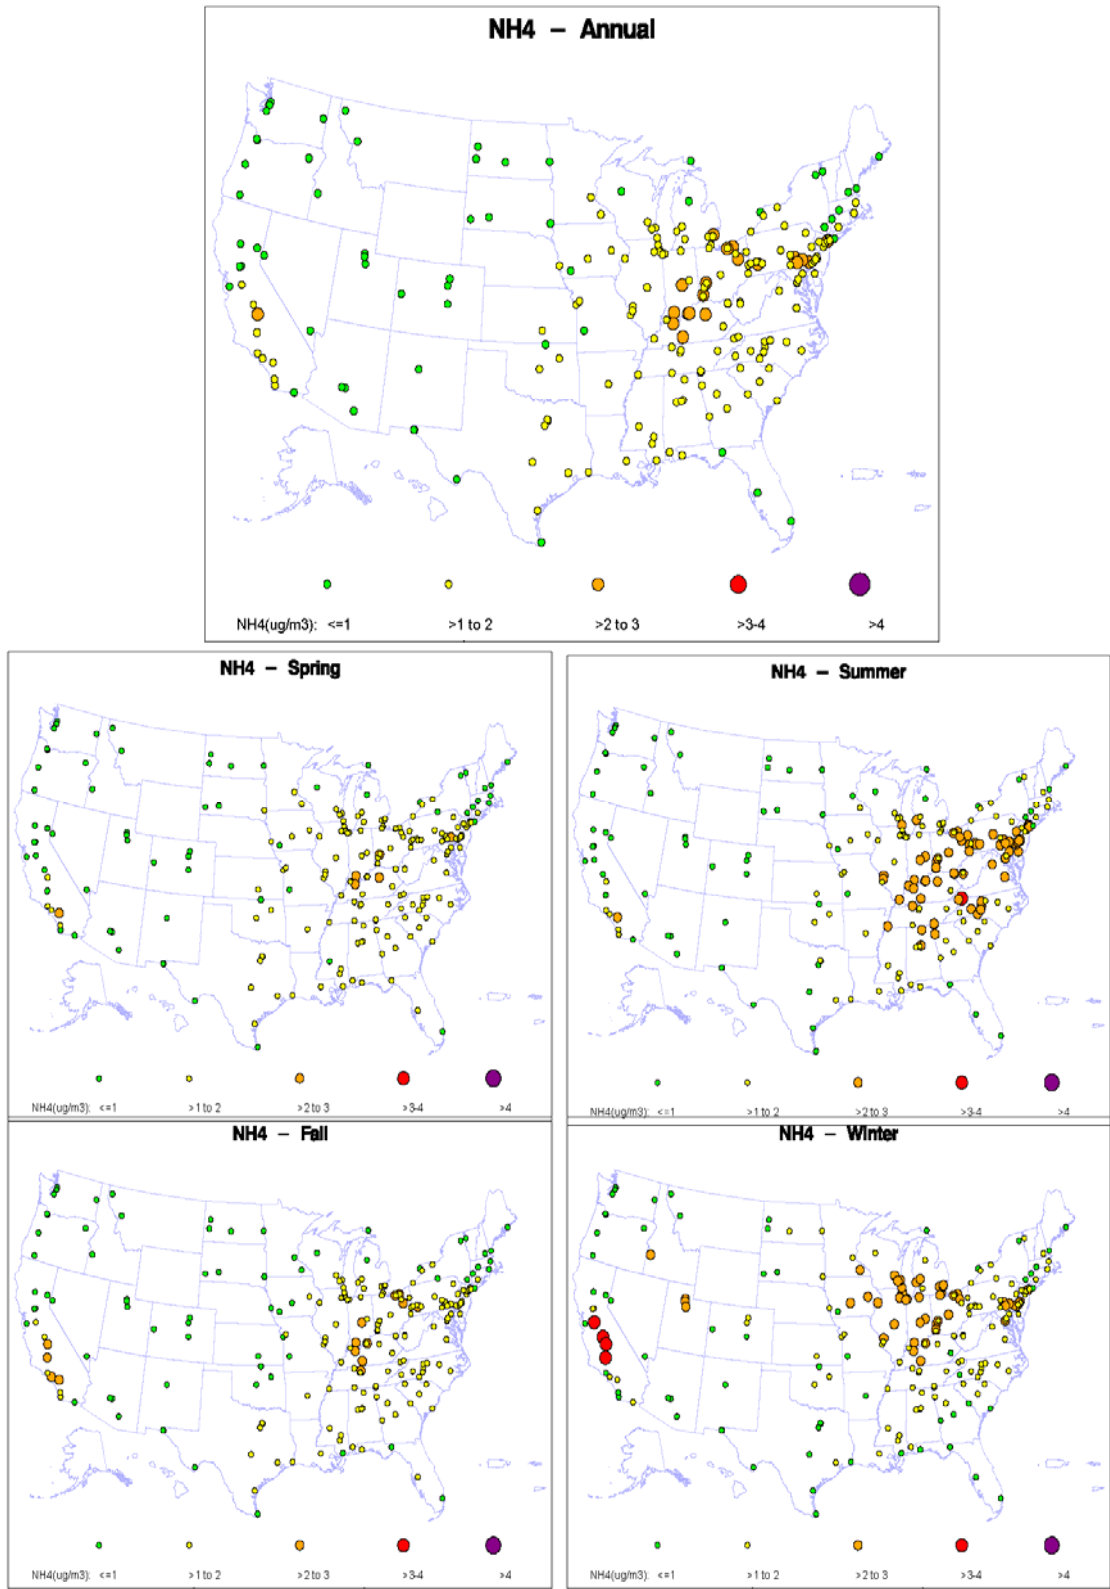 NH4 – Annual
NH4(ug/m3): <=1 >1 to 2 >2 to 3 >3-4 >4
NH4 – Spring
NH4(ug/m3): <=1 >1 to 2 >2 to 3 >3-4 >4
NH4 – Summer
NH4(ug/m3): <=1 >1 to 2 >2 to 3 >3-4 >4
NH4 – Fall
NH4(ug/m3): <=1 >1 to 2 >2 to 3 >3-4 >4
NH4 – Winter
NH4(ug/m3): <=1 >1 to 2 >2 to 3 >3-4 >4